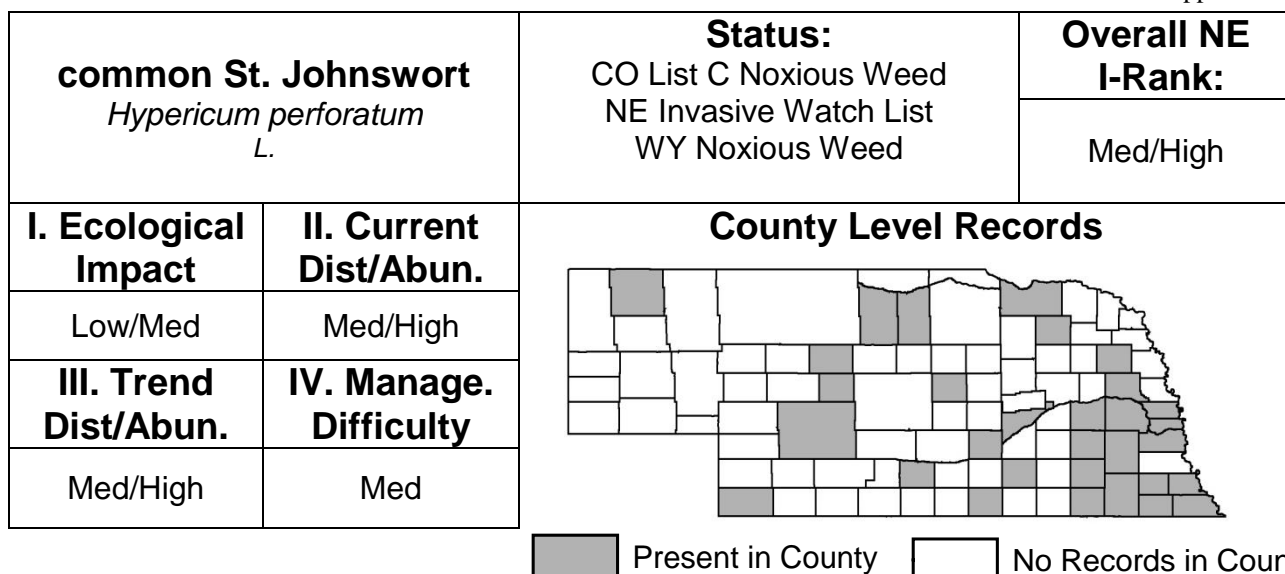 common St. Johnswort
Hypericum perforatum
L.
Status:
CO List C Noxious Weed
NE Invasive Watch List
WY Noxious Weed
Overall NE
I-Rank:
Med/High
I. Ecological
Impact
II. Current
Dist/Abun.
Low/Med
Med/High
III. Trend
Dist/Abun.
IV. Manage.
Difficulty
Med/High
Med
County Level Records
Present in County
No Records in Coun